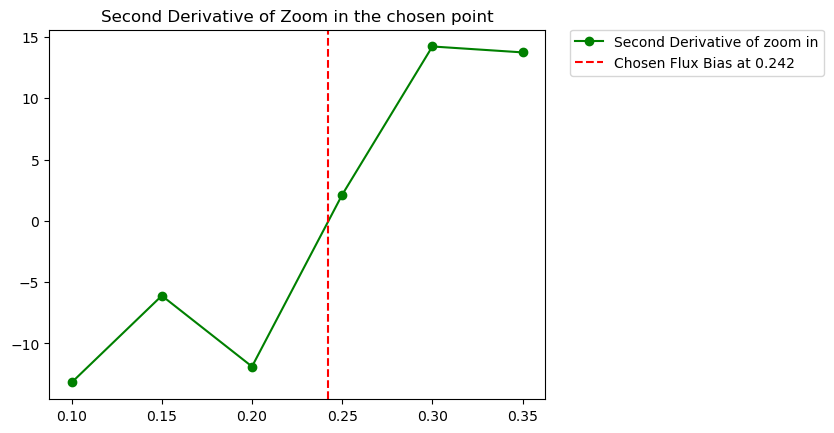 Second Derivative of Zoom in the chosen point
Second Derivative of zoom in
Chosen Flux Bias at 0.242
15
10
5
0
−5
−10
0.10 0.15 0.20 0.25 0.30 0.35